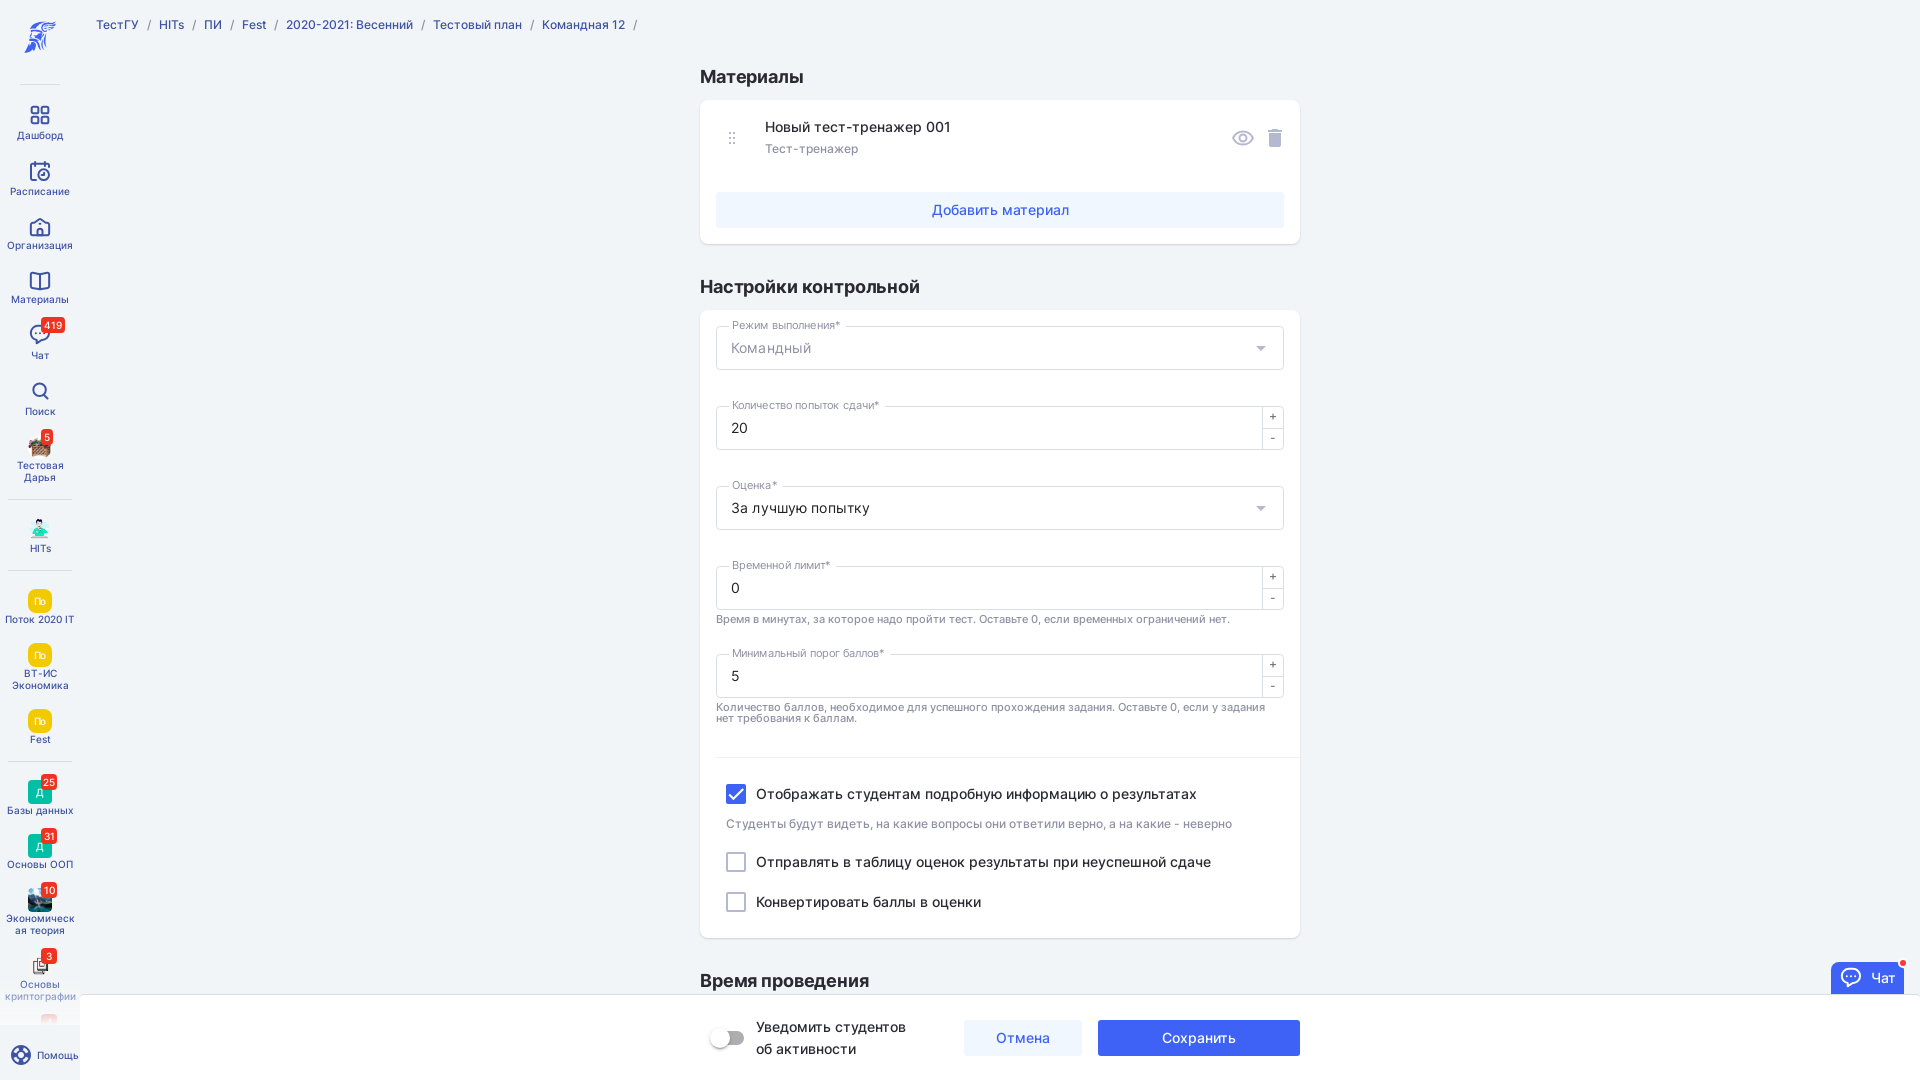 ТестГУ / HITs / ПИ / Fest / 2020-2021: Весенний / Тестовый план / Командная 12 /
Дашборд
Расписание
Организация
Материалы
419
Чат
Поиск
5
Тестовая
Дарья
HITs
По
Поток 2020 IT
По
ВТ-ИС
Экономика
По
Fest
25
Д
Базы данных
31
Д
Основы ООП
10
Экономическ
ая теория
3
Основы
криптографии
Помощь
Материалы
Новый тест-тренажер 001
Тест-тренажер
Добавить материал
Настройки контрольной
Режим выполнения*
Командный
Количество попыток сдачи*
20
+
-
Оценка*
За лучшую попытку
Временной лимит*
0
+
-
Время в минутах, за которое надо пройти тест. Оставьте 0, если временных ограничений нет.
Минимальный порог баллов*
5
+
-
Количество баллов, необходимое для успешного прохождения задания. Оставьте 0, если у задания
нет требования к баллам.
Отображать студентам подробную информацию о результатах
Студенты будут видеть, на какие вопросы они ответили верно, а на какие - неверно
Отправлять в таблицу оценок результаты при неуспешной сдаче
Конвертировать баллы в оценки
Время проведения
Чат
Уведомить студентов
об активности
Отмена
Сохранить